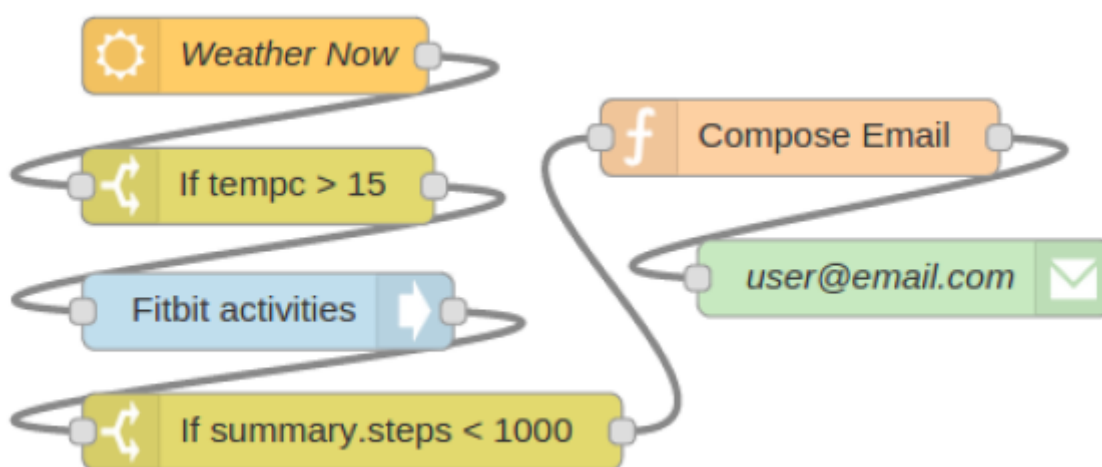 Weather Now
If tempc > 15
Fitbit activities
If summary.steps < 1000
Compose Email
user@email.com